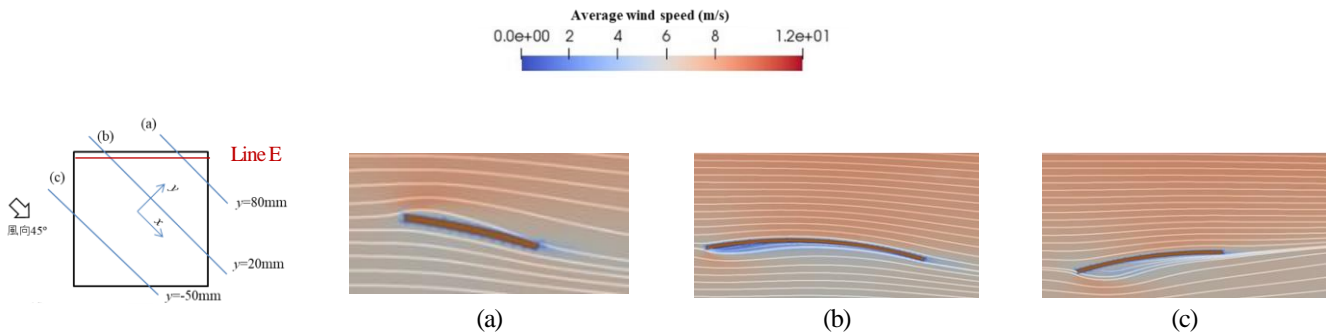 Average wind speed (m/s)
0.0e+00 2 4 6 8 1.2e+01
(a)
(b)
Line E
(c)
y
x
y=80mm
風向45°
y=20mm
y=-50mm
(a) (b) (c)